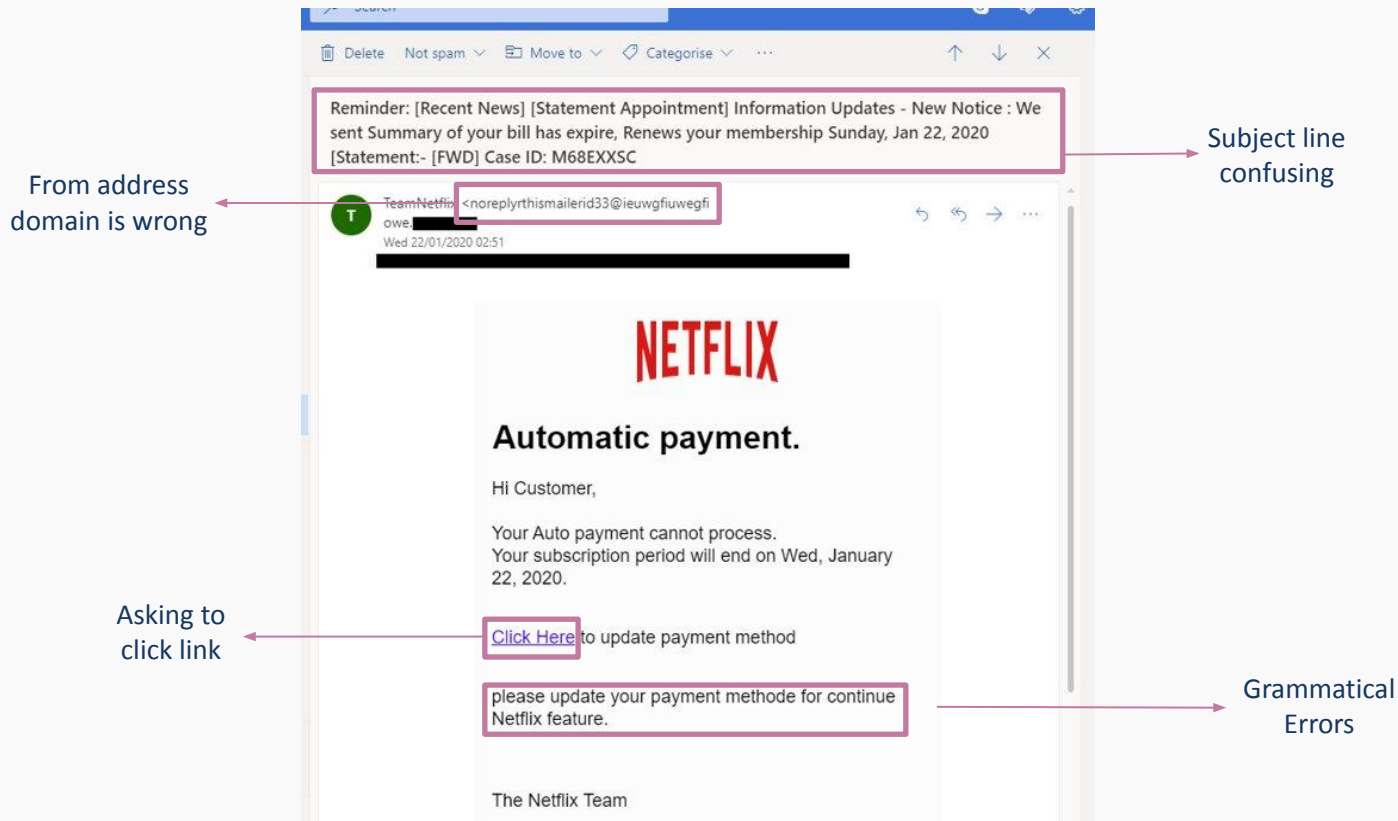 Search
Delete Not spam Move to Categorise ...
Reminder: [Recent News] [Statement Appointment] Information Updates - New Notice : We
sent Summary of your bill has expire, Renews your membership Sunday, Jan 22, 2020
[Statement:- [FWD] Case ID: M68EXXSC
Subject line
confusing
From address
domain is wrong
T
TeamNetflix <noreplyrthismailerid33@ieuwgfiuwegfi
owe.
Wed 22/01/2020 02:51
NETFLIX
Automatic payment.
Hi Customer,
Your Auto payment cannot process.
Your subscription period will end on Wed, January
22, 2020.
Asking to
click link
Click Here to update payment method
please update your payment methode for continue
Netflix feature.
Grammatical
Errors
The Netflix Team